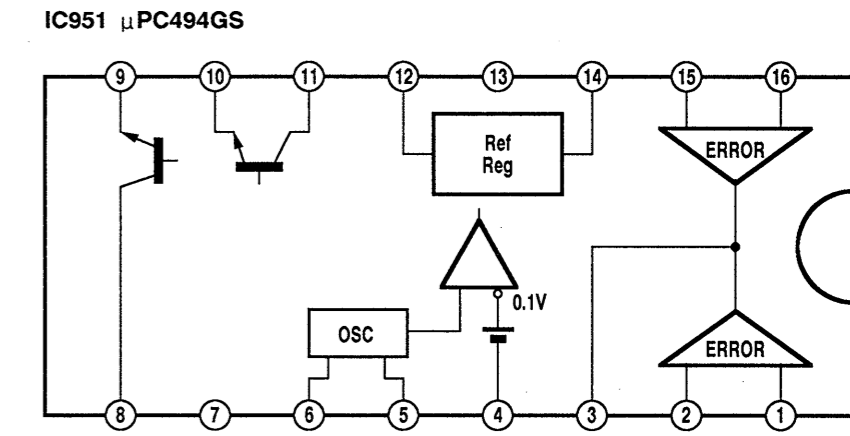 IC951 µPC494GS
9 10 11 12 13 14 15 16
Ref
Reg
ERROR
0.1V
OSC
ERROR
8 7 6 5 4 3 2 1